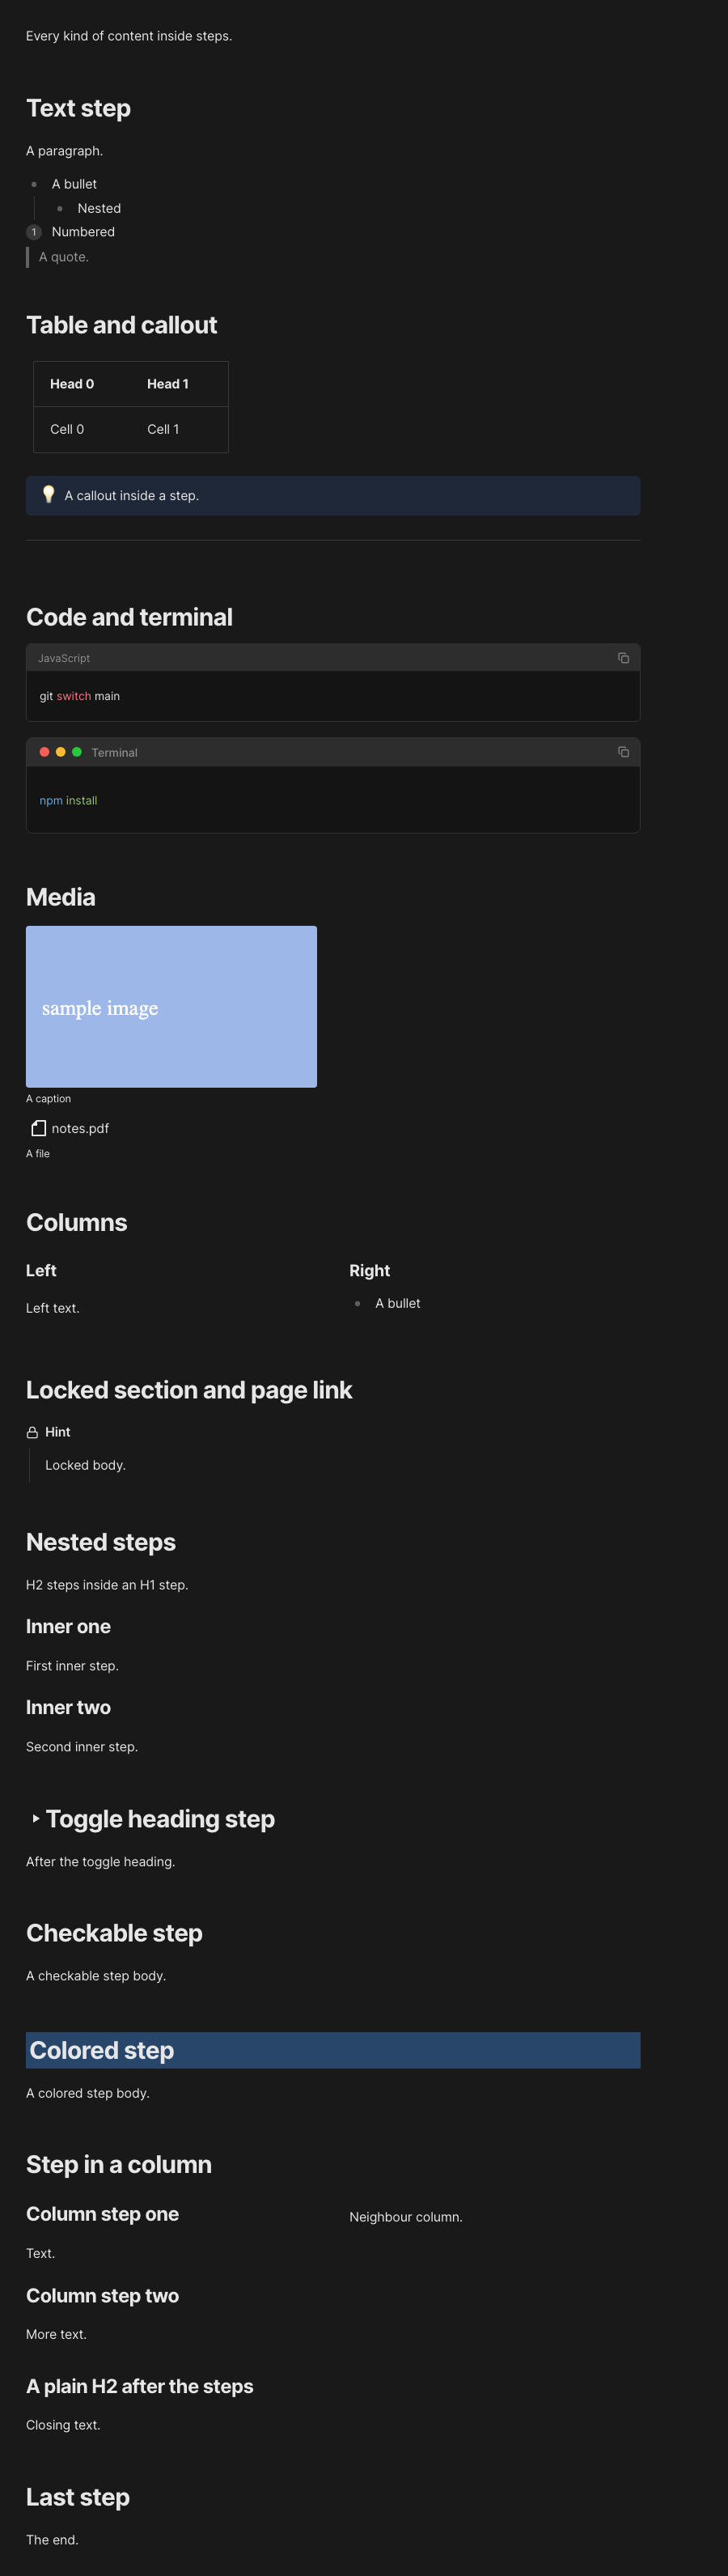 Every kind of content inside steps.
Text step
A paragraph.
A bullet
Nested
1 Numbered
A quote.
Table and callout
Head 0 Head 1
Cell 0 Cell 1
A callout inside a step.
Code and terminal
JavaScript
git switch main
Terminal
npm install
Media
sample image
A caption
notes.pdf
A file
Columns
Left
Left text.
Right
A bullet
Locked section and page link
Hint
Locked body.
Nested steps
H2 steps inside an H1 step.
Inner one
First inner step.
Inner two
Second inner step.
Toggle heading step
After the toggle heading.
Checkable step
A checkable step body.
Colored step
A colored step body.
Step in a column
Column step one
Text.
Column step two
More text.
Neighbour column.
A plain H2 after the steps
Closing text.
Last step
The end.